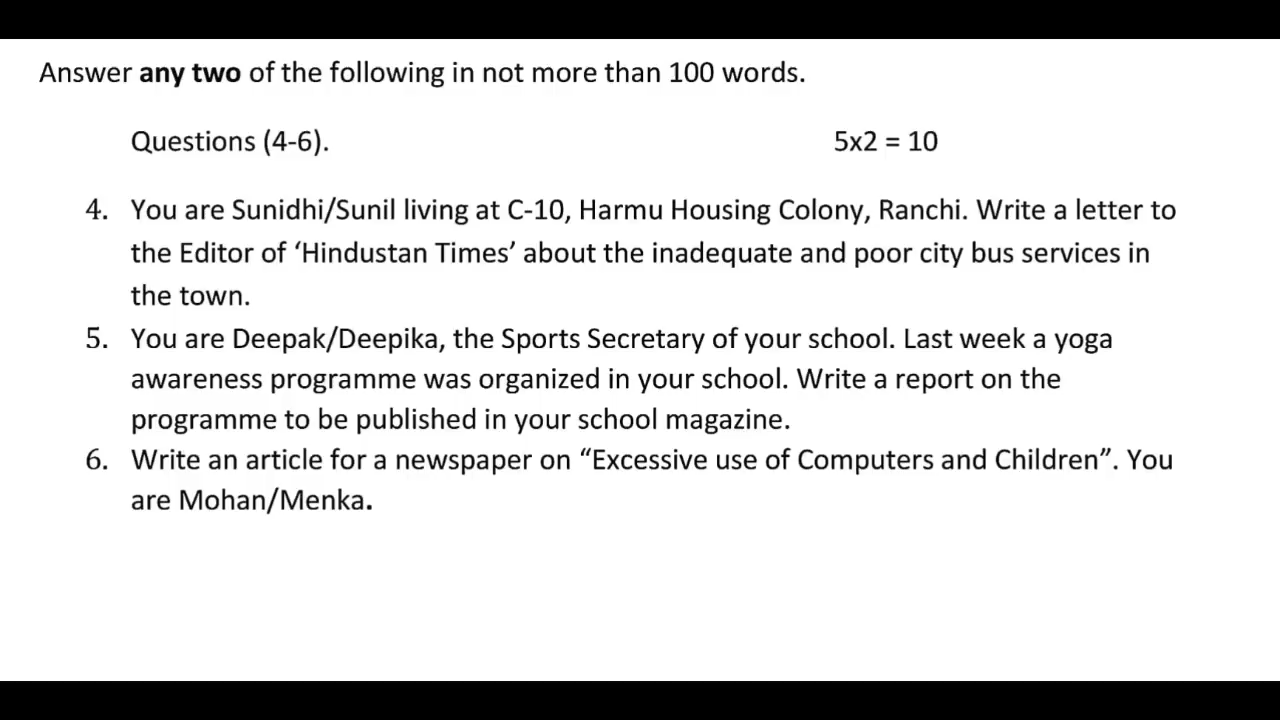 Answer any two of the following in not more than 100 words.
Questions (4-6). 5x2 = 10
4. You are Sunidhi/Sunil living at C-10, Harmu Housing Colony, Ranchi. Write a letter to
the Editor of ‘Hindustan Times’ about the inadequate and poor city bus services in
the town.
5. You are Deepak/Deepika, the Sports Secretary of your school. Last week a yoga
awareness programme was organized in your school. Write a report on the
programme to be published in your school magazine.
6. Write an article for a newspaper on “Excessive use of Computers and Children”. You
are Mohan/Menka.